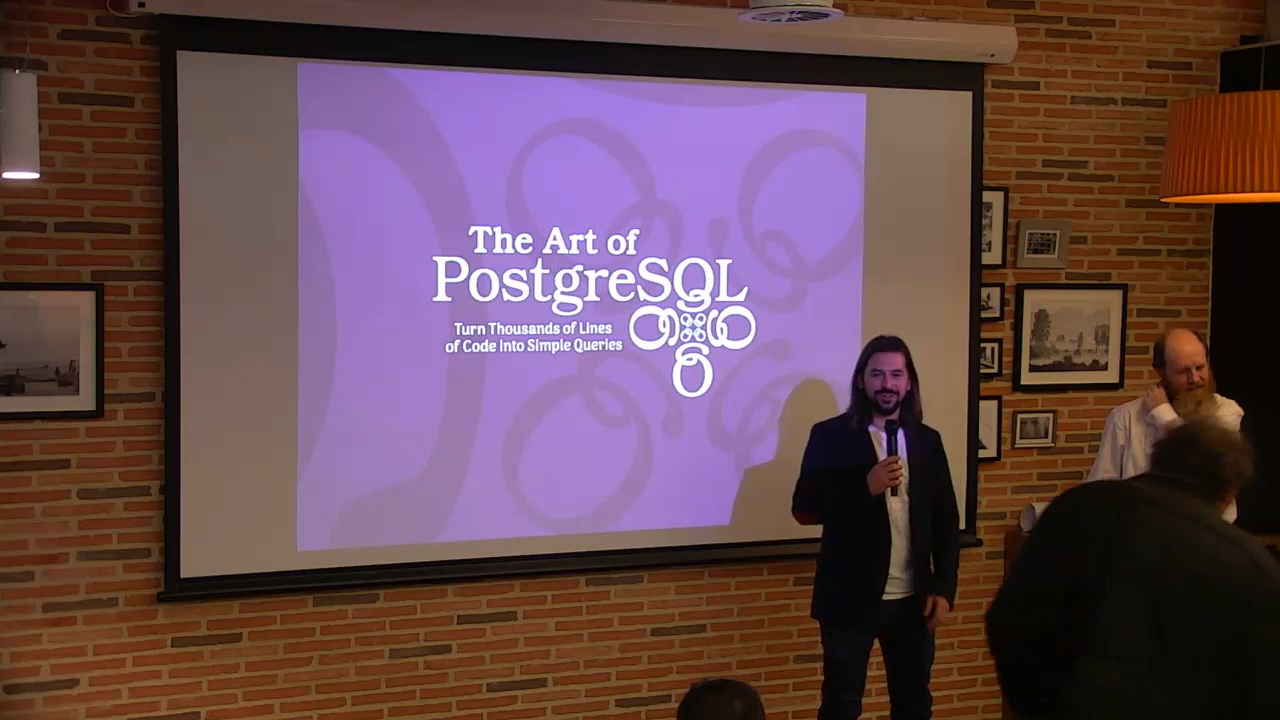 The Art of
PostgreSQL
Turn Thousands of Lines
of Code Into Simple Queries